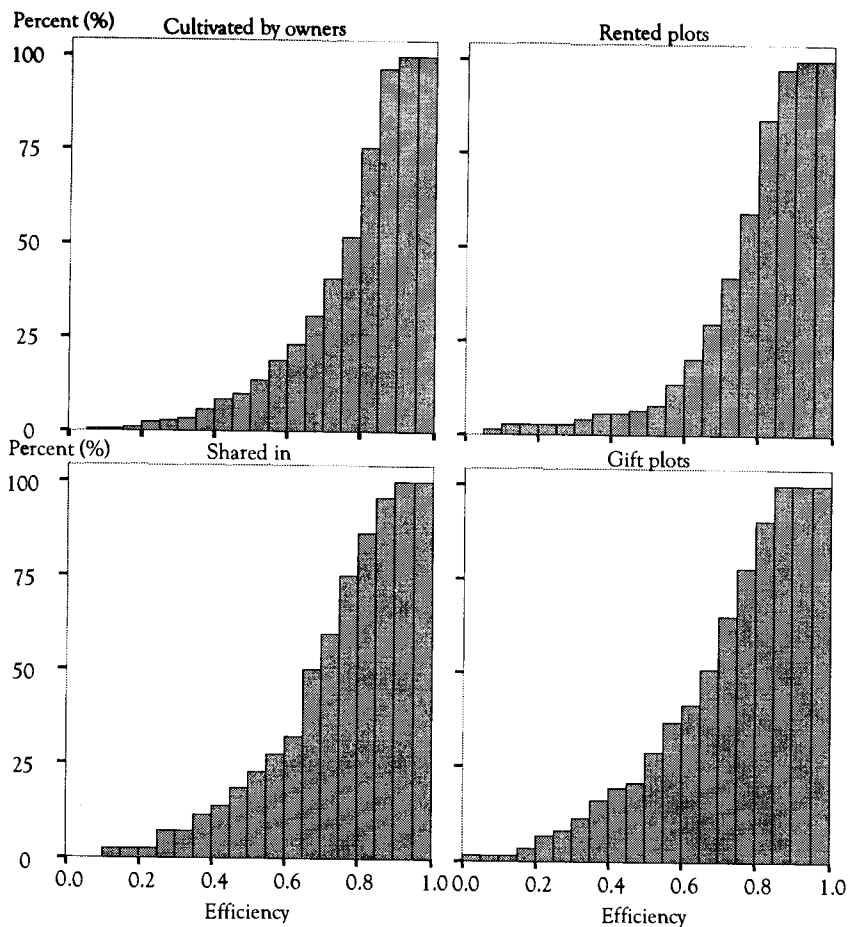 Percent (%)
Cultivated by owners
Rented plots
100
75
50
25
0
Percent (%)
Shared in
Gift plots
100
75
50
25
0
0.0 0.2 0.4 0.6 0.8 1.0 0.0 0.2 0.4 0.6 0.8 1.0
Efficiency
Efficiency